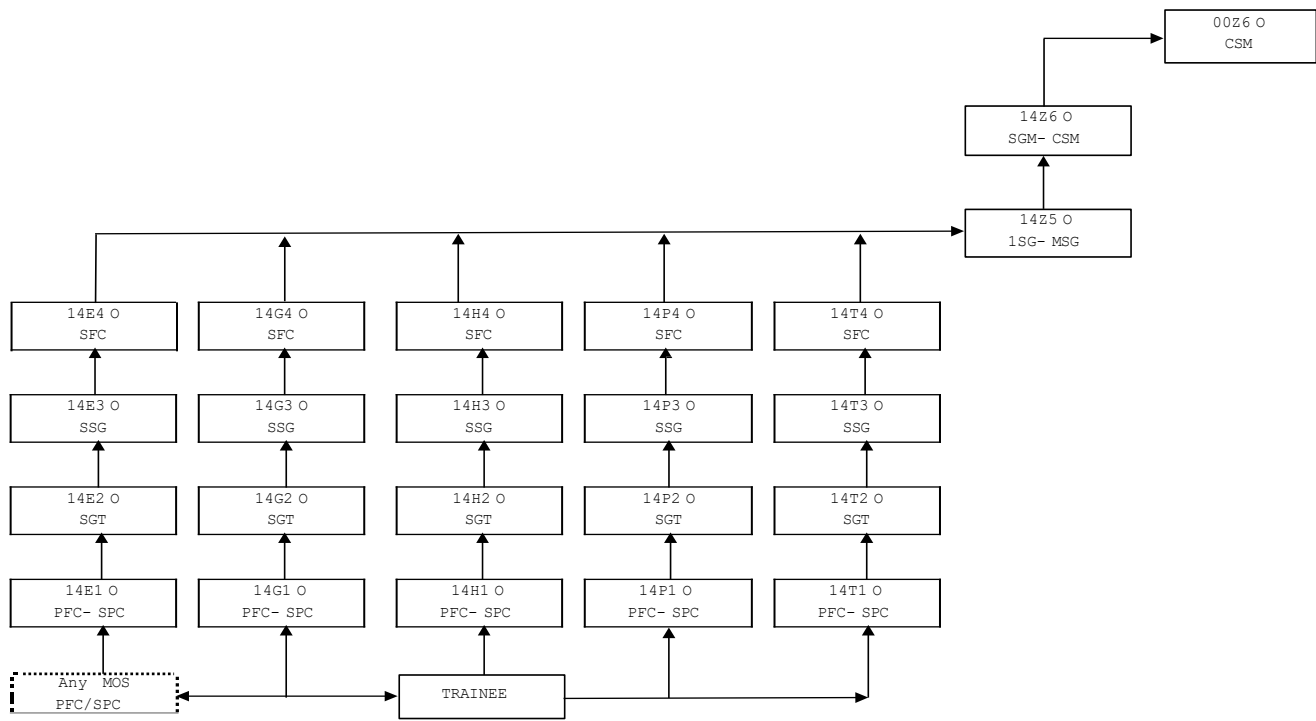 00Z6 O
CSM
14Z6 O
SGM- CSM
14Z5 O
1SG- MSG
14E4 O
SFC
14G4 O
SFC
14H4 O
SFC
14P4 O
SFC
14T4 O
SFC
14E3 O
SSG
14G3 O
SSG
14H3 O
SSG
14P3 O
SSG
14T3 O
SSG
14E2 O
SGT
14G2 O
SGT
14H2 O
SGT
14P2 O
SGT
14T2 O
SGT
14E1 O
PFC- SPC
14G1 O
PFC- SPC
14H1 O
PFC- SPC
14P1 O
PFC- SPC
14T1 O
PFC- SPC
Any MOS
PFC/SPC
TRAINEE